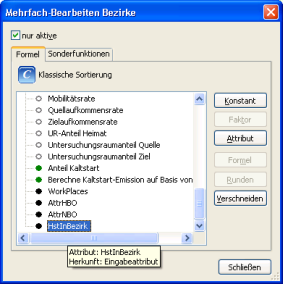 Mehrfach-Bearbeiten Bezirke
nur aktive
Formel
Sonderfunktionen
Klassische Sortierung
Mobilitätsrate
Quellaufkommensrate
Zielaufkommensrate
UR-Anteil Heimat
Untersuchungsraumanteil Quelle
Untersuchungsraumanteil Ziel
Anteil Kaltstart
Berechne Kaltstart-Emission auf Basis von
WorkPlaces
AttrHBO
AttrNBO
HstInBezirk
Attribut: HstInBezirk
Herkunft: Eingabeattribut
Konstant
Faktor
Attribut
Formel
Runden
Verschneiden
Schließen